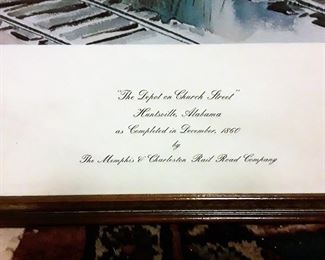 "The Depot on Church Street"
Huntsville, Alabama
as Completed in December, 1860
by
The Memphis & Charleston Rail Road Company